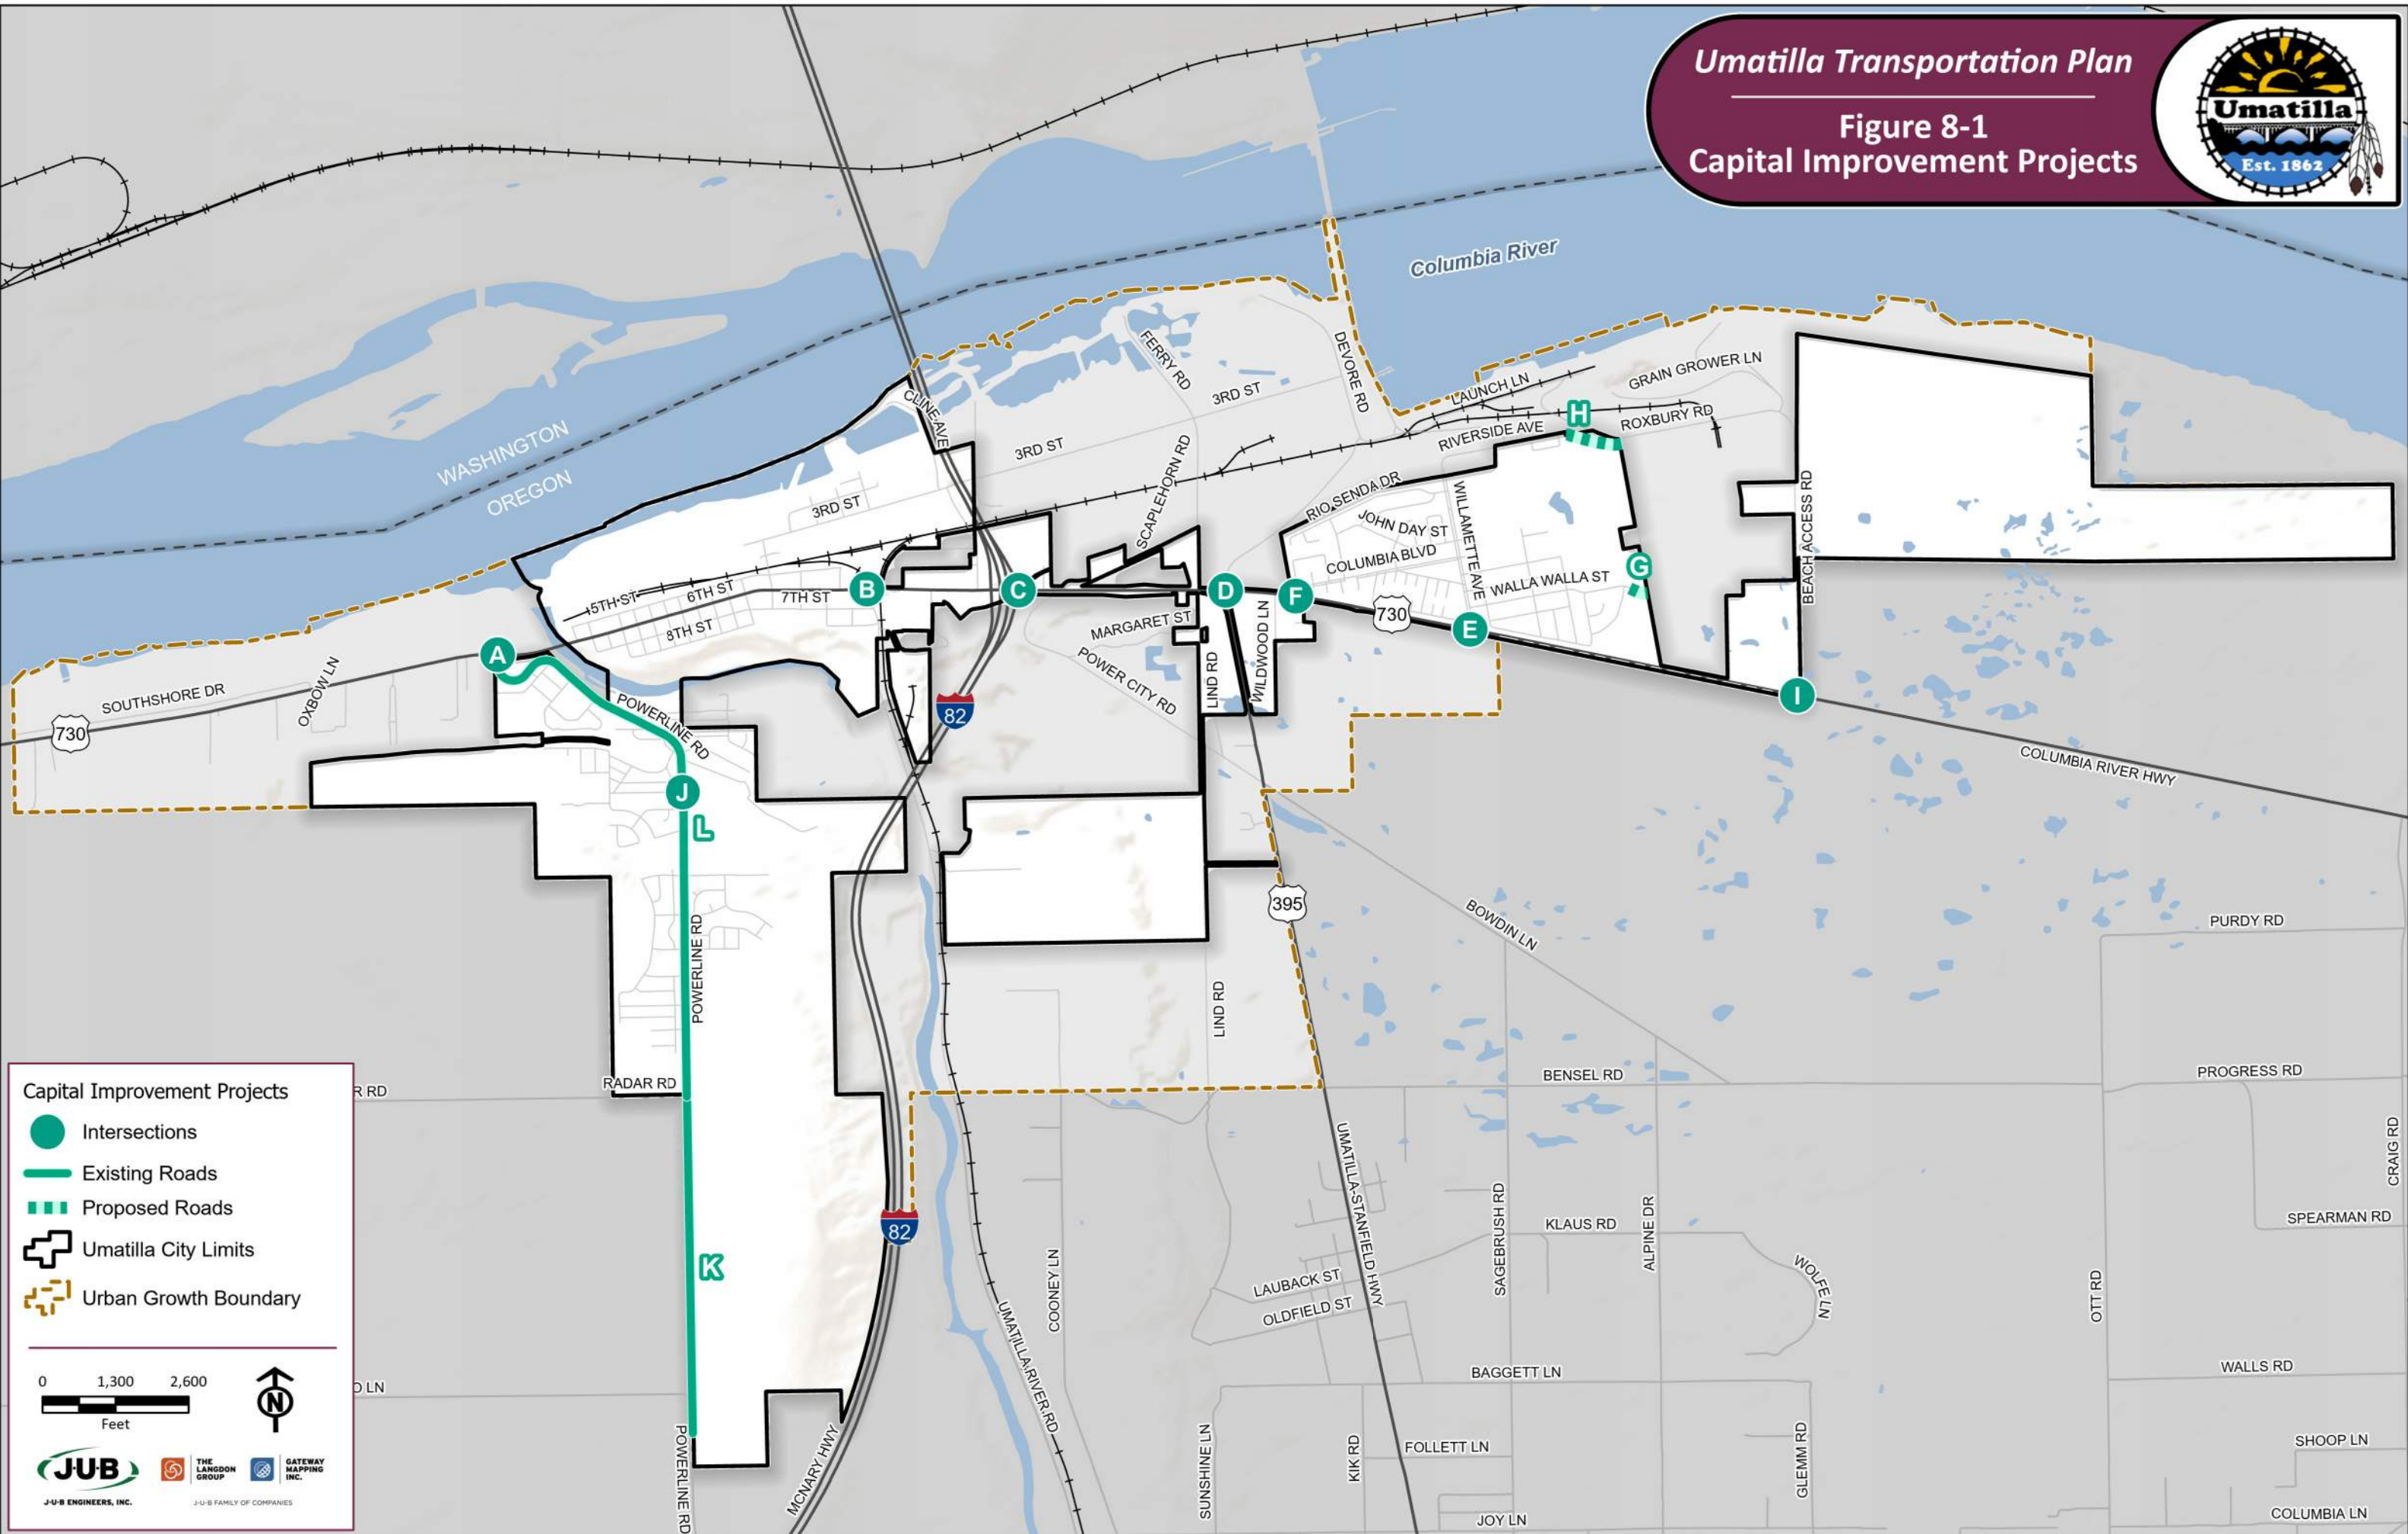 Umatilla Transportation Plan
Figure 8-1
Capital Improvement Projects
Umatilla
Est. 1862
Columbia River
WASHINGTON
OREGON
FERRY RD
DEVORE RD
LAUNCH LN
GRAIN GROWER LN
3RD ST
CLINE AVE
H
ROXBURY RD
RIVERSIDE AVE
3RD ST
SCAPLEHORN RD
3RD ST
RIO SENDA DR
WILLAMETTE AVE
BEACH ACCESS RD
JOHN DAY ST
COLUMBIA BLVD
G
WALLA WALLA ST
5TH ST
6TH ST
7TH ST
B
C
D
F
8TH ST
MARGARET ST
WILDWOOD LN
730
E
A
POWER CITY RD
LIND RD
OXBOW LN
SOUTHSHORE DR
POWERLINE RD
82
I
730
COLUMBIA RIVER HWY
J
L
395
BOWDIN LN
PURDY RD
POWERLINE RD
LIND RD
R RD
RADAR RD
BENSEL RD
PROGRESS RD
CRAIG RD
UMATILLA-STANFIELD HWY
82
SAGEBRUSH RD
KLAUS RD
ALPINE DR
SPEARMAN RD
K
COONEY LN
LAUBACK ST
OLDFIELD ST
WOLFE LN
OTT RD
UMATILLA RIVER RD
D LN
BAGGETT LN
WALLS RD
POWERLINE RD
MCNARY HWY
SUNSHINE LN
KIK RD
FOLLETT LN
GLEMM RD
SHOOP LN
JOY LN
COLUMBIA LN
Capital Improvement Projects
Intersections
Existing Roads
Proposed Roads
Umatilla City Limits
Urban Growth Boundary
0 1,300 2,600
Feet
N
J·U·B
J·U·B ENGINEERS, INC.
THE
LANGDON
GROUP
GATEWAY
MAPPING
INC.
J·U·B FAMILY OF COMPANIES